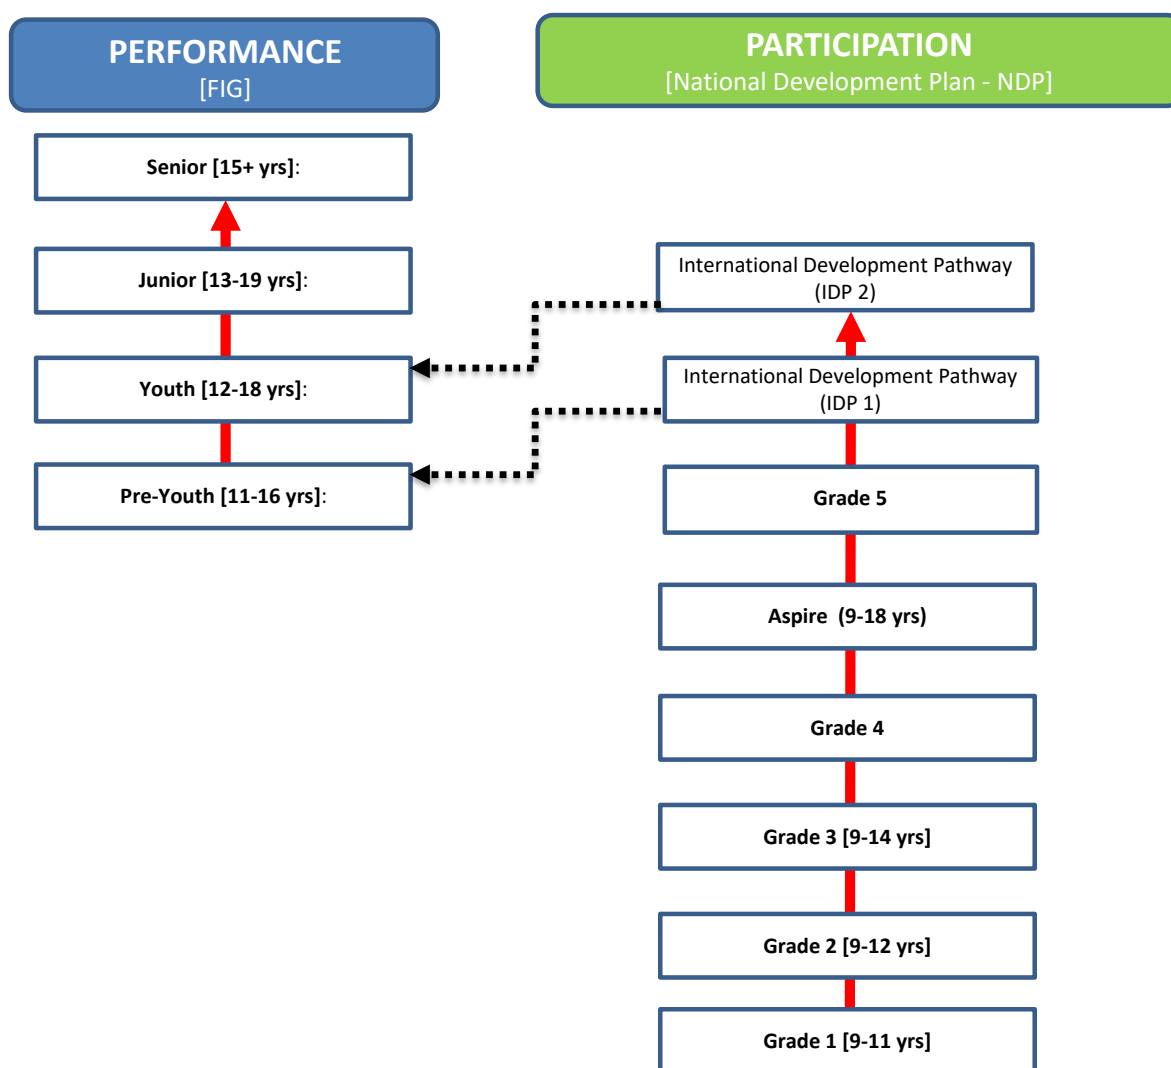 PERFORMANCE
[FIG]
PARTICIPATION
[National Development Plan - NDP]
Senior [15+ yrs]:
Junior [13-19 yrs]:
Youth [12-18 yrs]:
Pre-Youth [11-16 yrs]:
International Development Pathway
(IDP 2)
International Development Pathway
(IDP 1)
Grade 5
Aspire  (9-18 yrs)
Grade 4
Grade 3 [9-14 yrs]
Grade 2 [9-12 yrs]
Grade 1 [9-11 yrs]